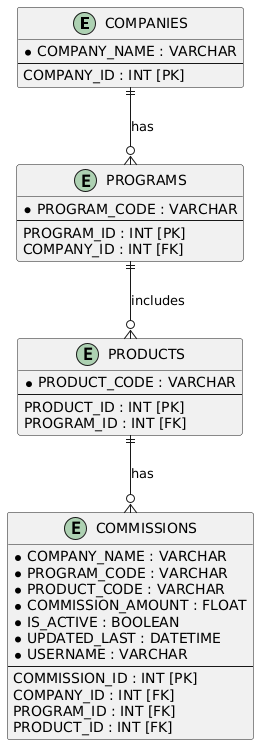 E COMPANIES
* COMPANY_NAME : VARCHAR
COMPANY_ID : INT [PK]
has
E PROGRAMS
* PROGRAM_CODE : VARCHAR
PROGRAM_ID : INT [PK]
COMPANY_ID : INT [FK]
includes
E PRODUCTS
* PRODUCT_CODE : VARCHAR
PRODUCT_ID : INT [PK]
PROGRAM_ID : INT [FK]
has
E COMMISSIONS
* COMPANY_NAME : VARCHAR
* PROGRAM_CODE : VARCHAR
* PRODUCT_CODE : VARCHAR
* COMMISSION_AMOUNT : FLOAT
* IS_ACTIVE : BOOLEAN
* UPDATED_LAST : DATETIME
* USERNAME : VARCHAR
COMMISSION_ID : INT [PK]
COMPANY_ID : INT [FK]
PROGRAM_ID : INT [FK]
PRODUCT_ID : INT [FK]